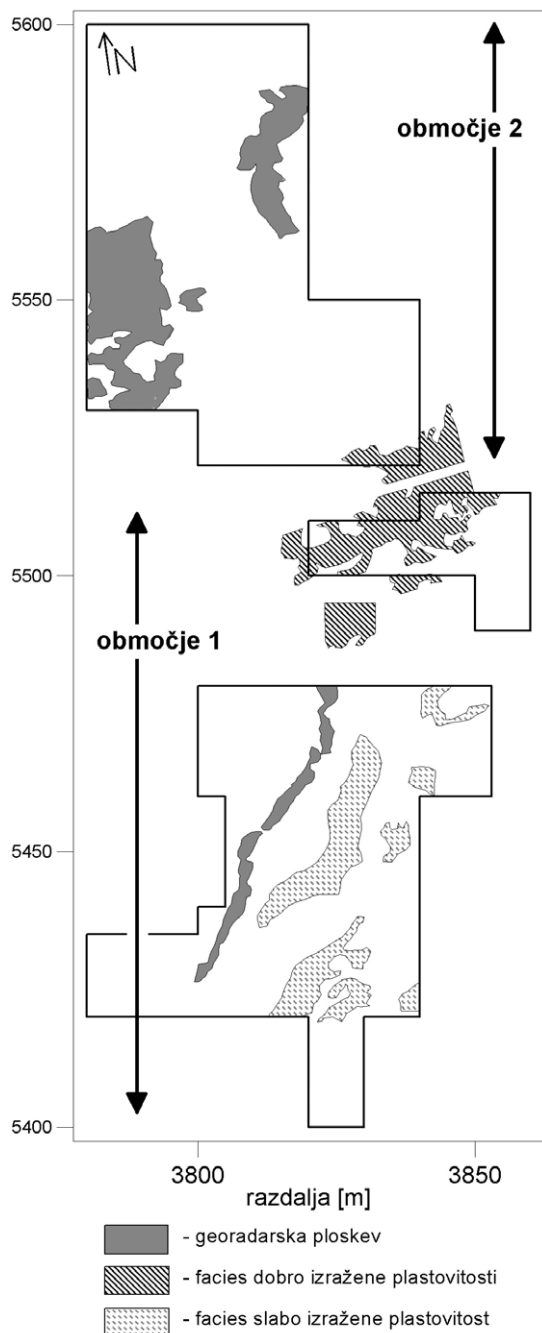 5600
N
območje 2
5550
5500
območje 1
5450
5400
3800 3850
razdalja [m]
- georadarska ploskev
- facies dobro izražene plastovitosti
- facies slabo izražene plastovitost